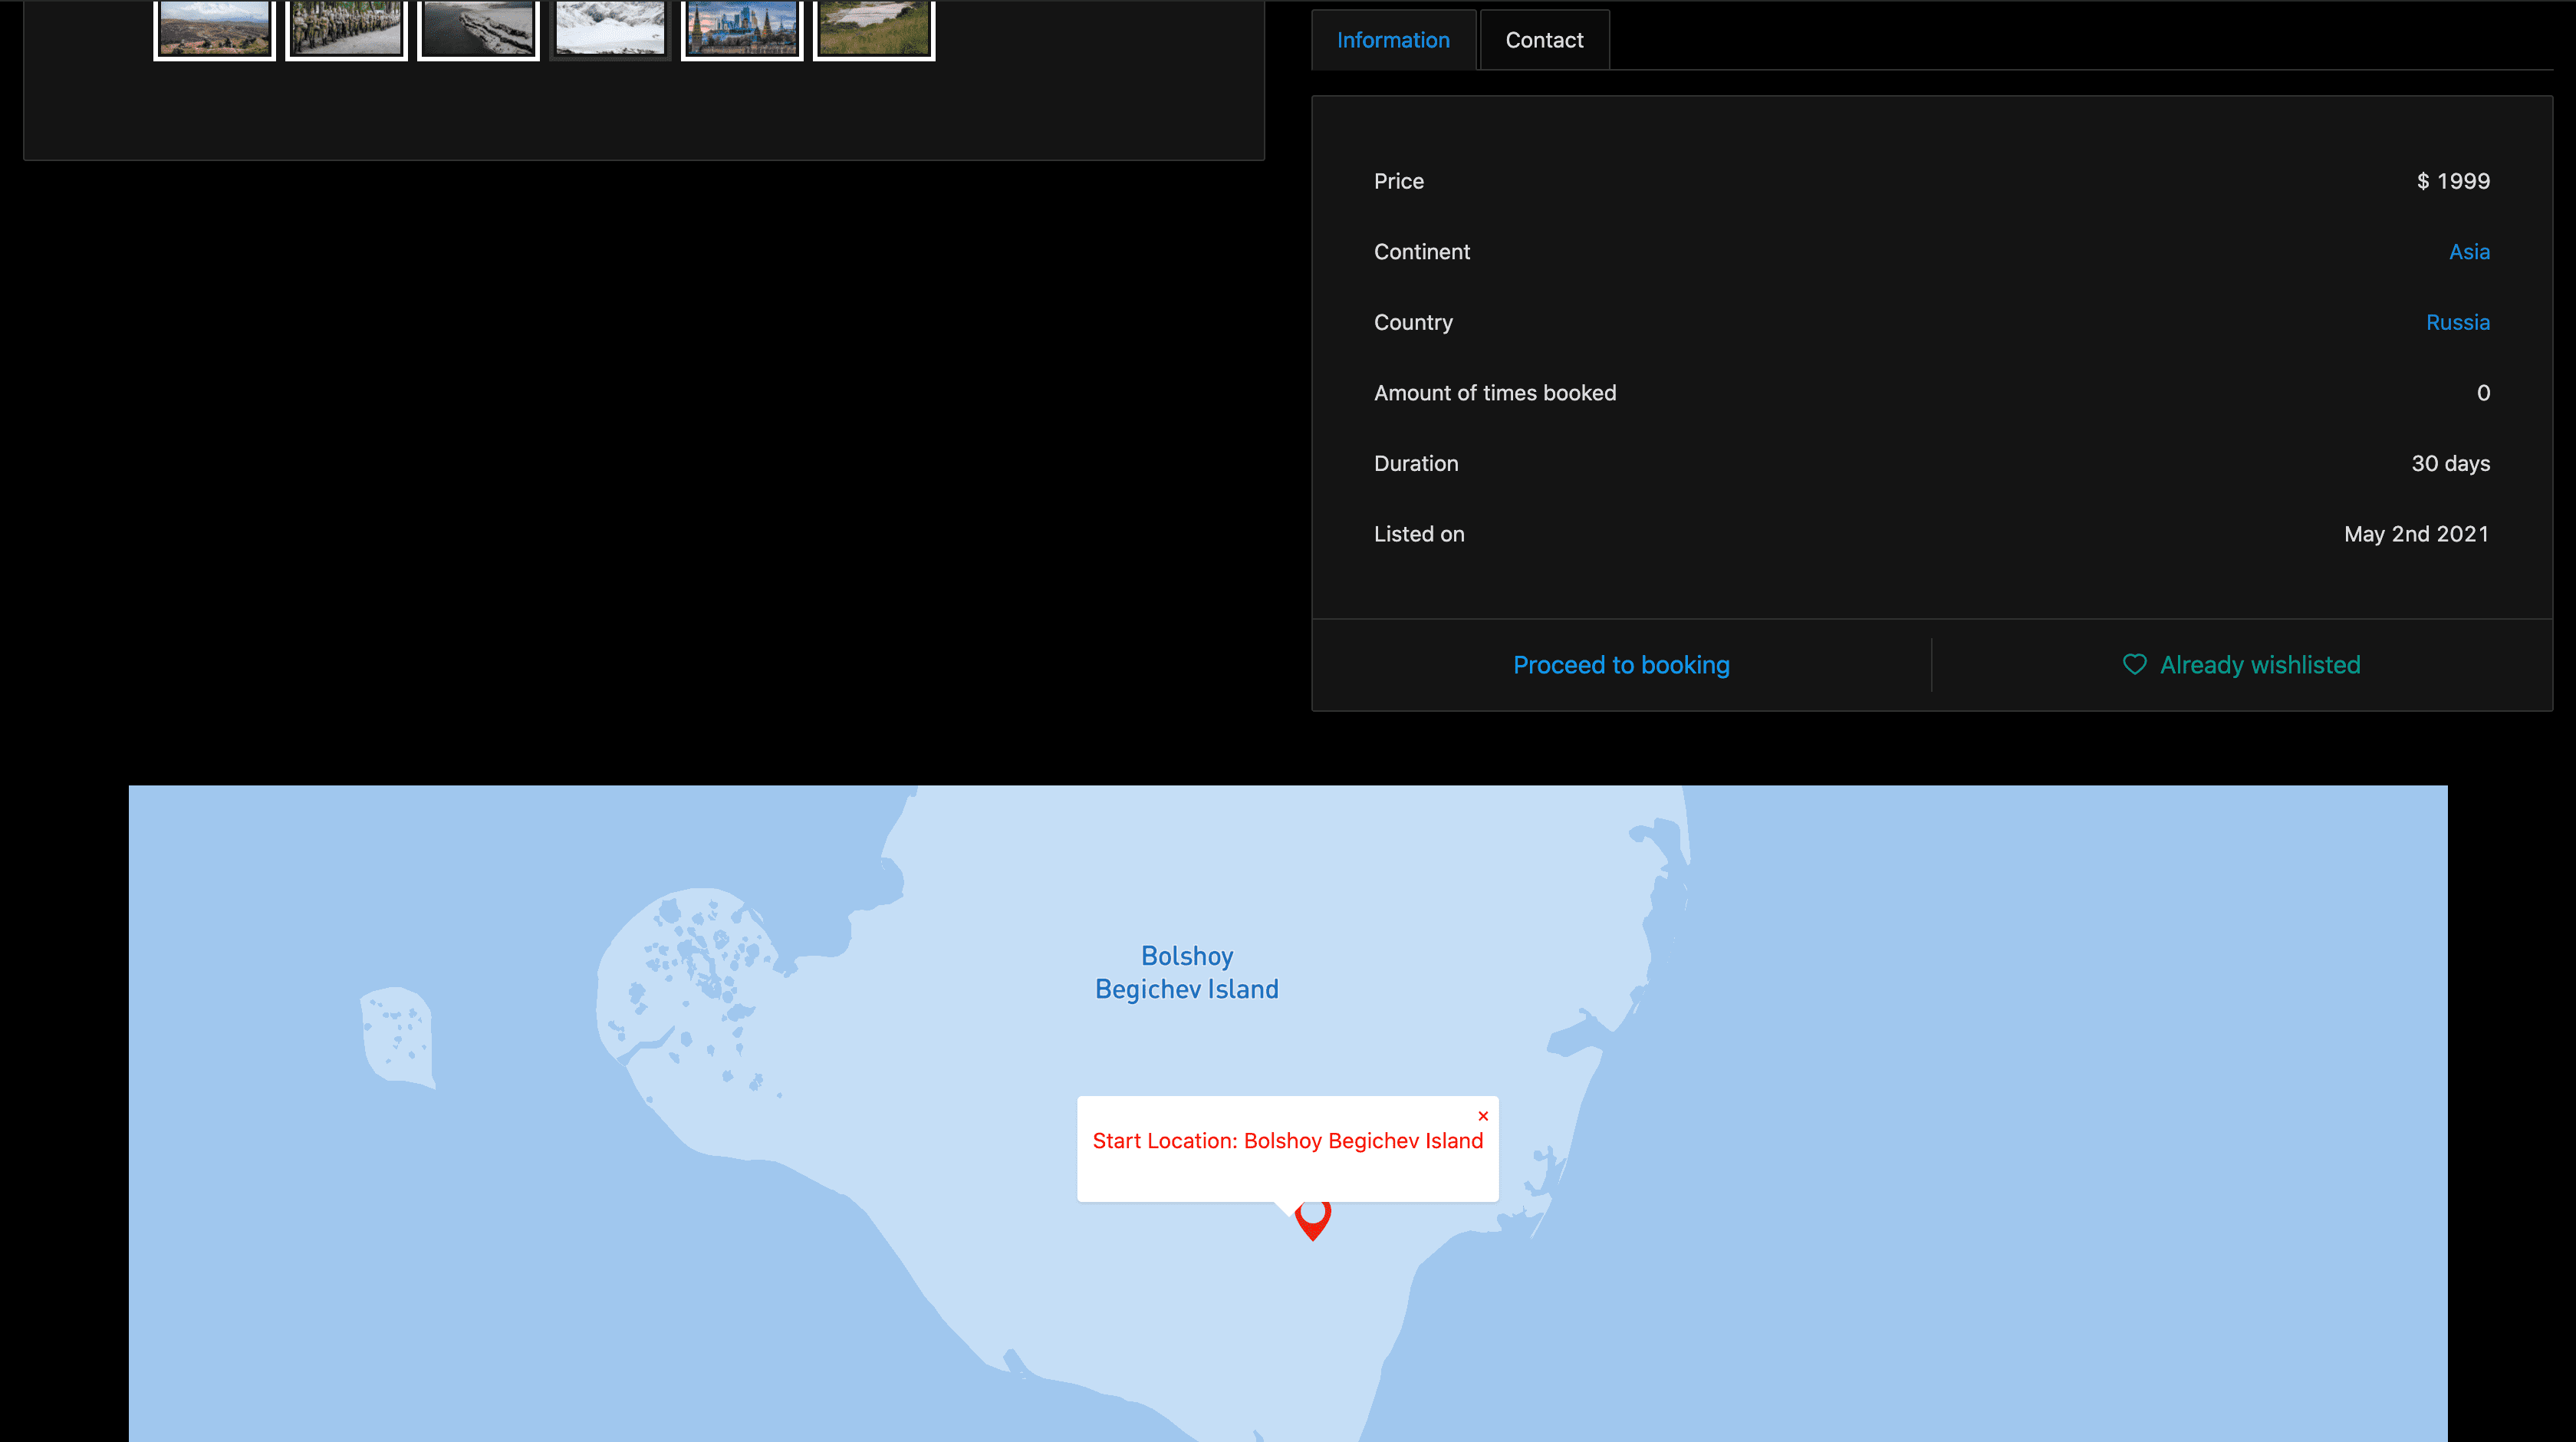 Information
Contact
Price
$ 1999
Continent
Asia
Country
Russia
Amount of times booked
0
Duration
30 days
Listed on
May 2nd 2021
Proceed to booking
Already wishlisted
Bolshoy
Begichev Island
×
Start Location: Bolshoy Begichev Island